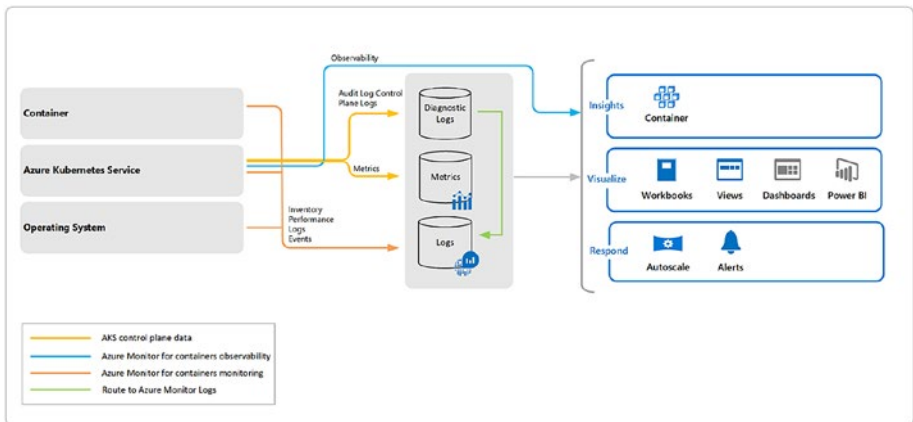 Observability
Container
Azure Kubernetes Service
Operating System
Audit Log Control
Plane Logs
Metrics
Inventory
Performance
Logs
Events
Diagnostic
Logs
Metrics
Logs
Insights
Container
Visualize
Workbooks Views Dashboards Power BI
Respond
Autoscale Alerts
AKS control plane data
Azure Monitor for containers observability
Azure Monitor for containers monitoring
Route to Azure Monitor Logs